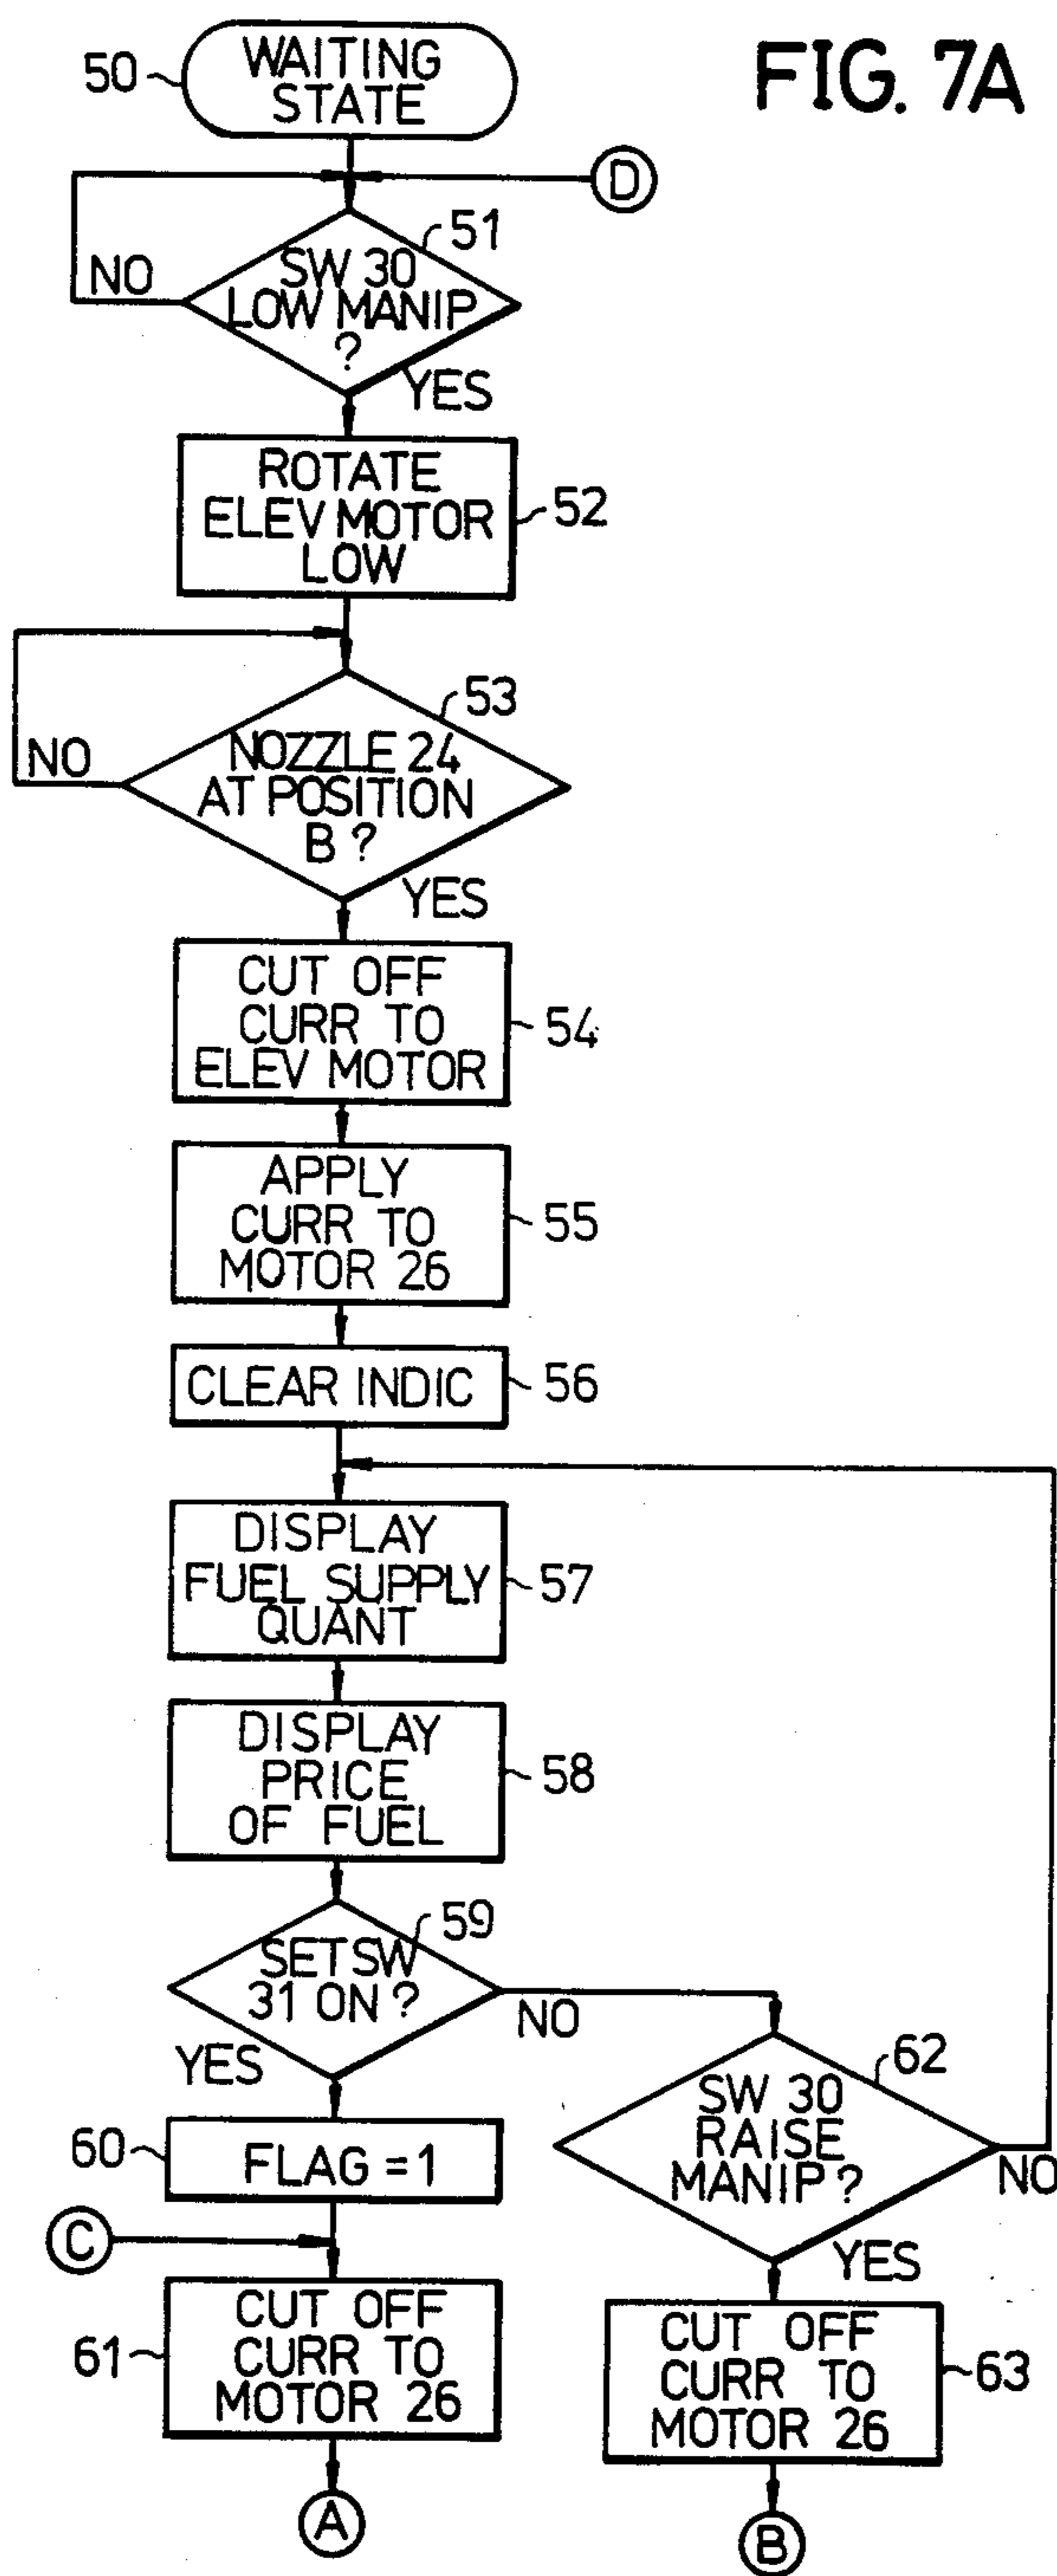 FIG. 7A
50
WAITING
STATE
D
51
SW 30
LOW MANIP
?
NO
YES
ROTATE
ELEV MOTOR
LOW
52
53
NOZZLE 24
AT POSITION
B ?
NO
YES
CUT OFF
CURR TO
ELEV MOTOR
54
APPLY
CURR TO
MOTOR 26
55
CLEAR INDIC
56
DISPLAY
FUEL SUPPLY
QUANT
57
DISPLAY
PRICE
OF FUEL
58
59
SET SW
31 ON ?
NO
YES
62
SW 30
RAISE
MANIP ?
NO
YES
60
FLAG = 1
C
61
CUT OFF
CURR TO
MOTOR 26
CUT OFF
CURR TO
MOTOR 26
63
A
B